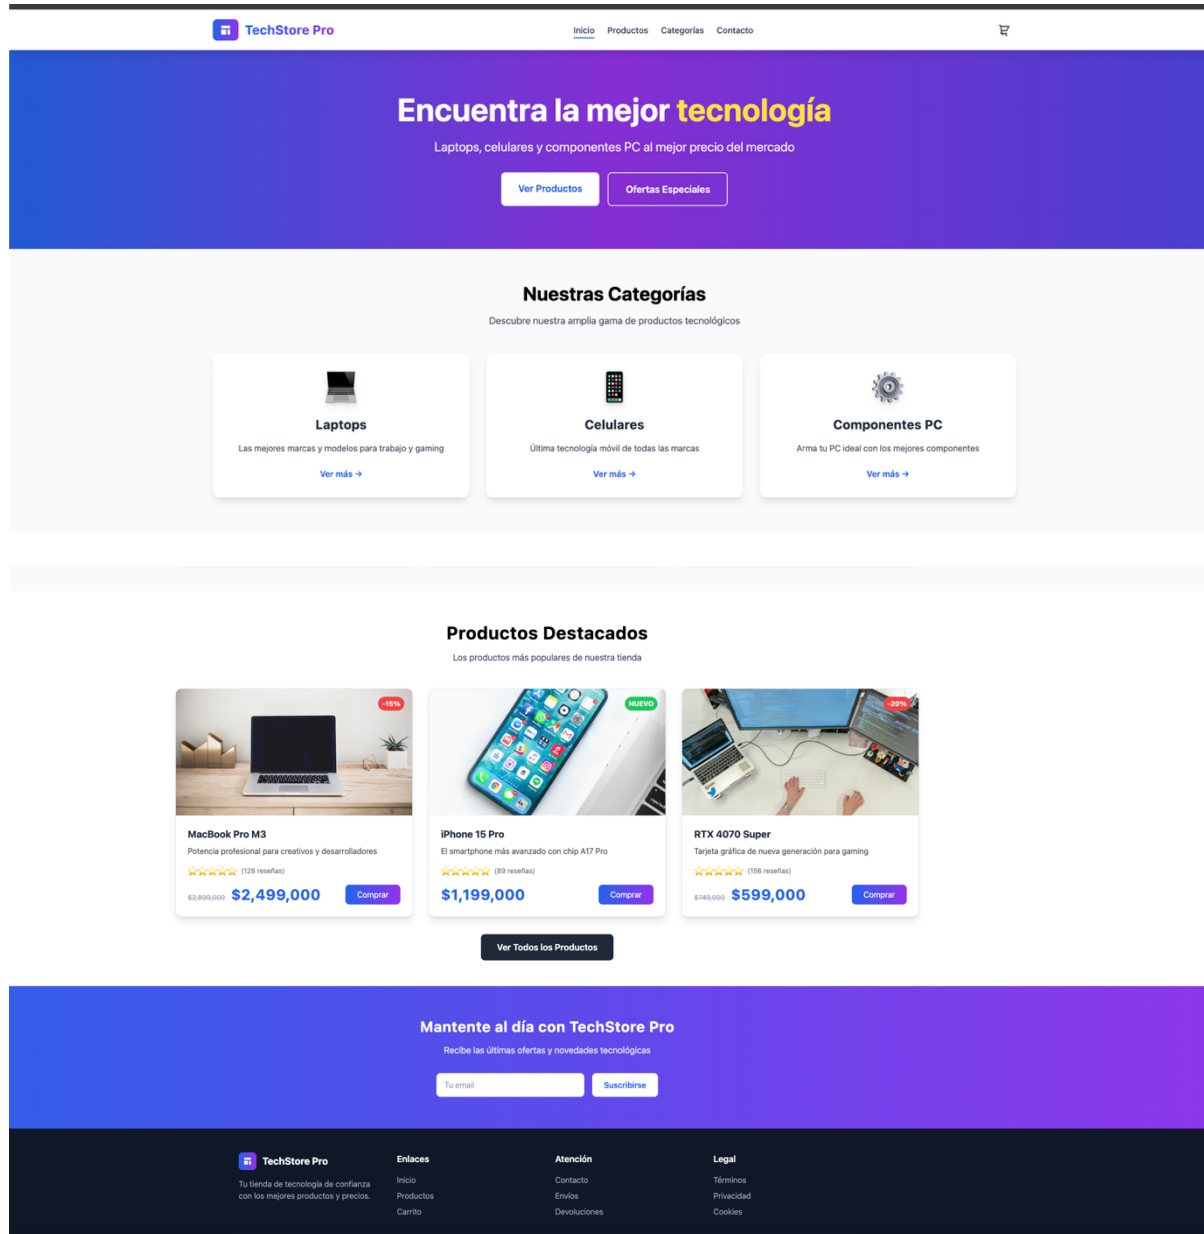 TechStore Pro
Inicio Productos Categorías Contacto
Encuentra la mejor tecnología
Laptops, celulares y componentes PC al mejor precio del mercado
Ver Productos
Ofertas Especiales
Nuestras Categorías
Descubre nuestra amplia gama de productos tecnológicos
Laptops
Las mejores marcas y modelos para trabajo y gaming
Ver más →
Celulares
Última tecnología móvil de todas las marcas
Ver más →
Componentes PC
Arma tu PC ideal con los mejores componentes
Ver más →
Productos Destacados
Los productos más populares de nuestra tienda
-15%
MacBook Pro M3
Potencia profesional para creativos y desarrolladores
(128 reseñas)
$2,899,000 $2,499,000
Comprar
NUEVO
iPhone 15 Pro
El smartphone más avanzado con chip A17 Pro
(89 reseñas)
$1,199,000
Comprar
-20%
RTX 4070 Super
Tarjeta gráfica de nueva generación para gaming
(156 reseñas)
$749,000 $599,000
Comprar
Ver Todos los Productos
Mantente al día con TechStore Pro
Recibe las últimas ofertas y novedades tecnológicas
Tu email
Suscribirse
TechStore Pro
Tu tienda de tecnología de confianza
con los mejores productos y precios.
Enlaces
Inicio
Productos
Carrito
Atención
Contacto
Envíos
Devoluciones
Legal
Términos
Privacidad
Cookies